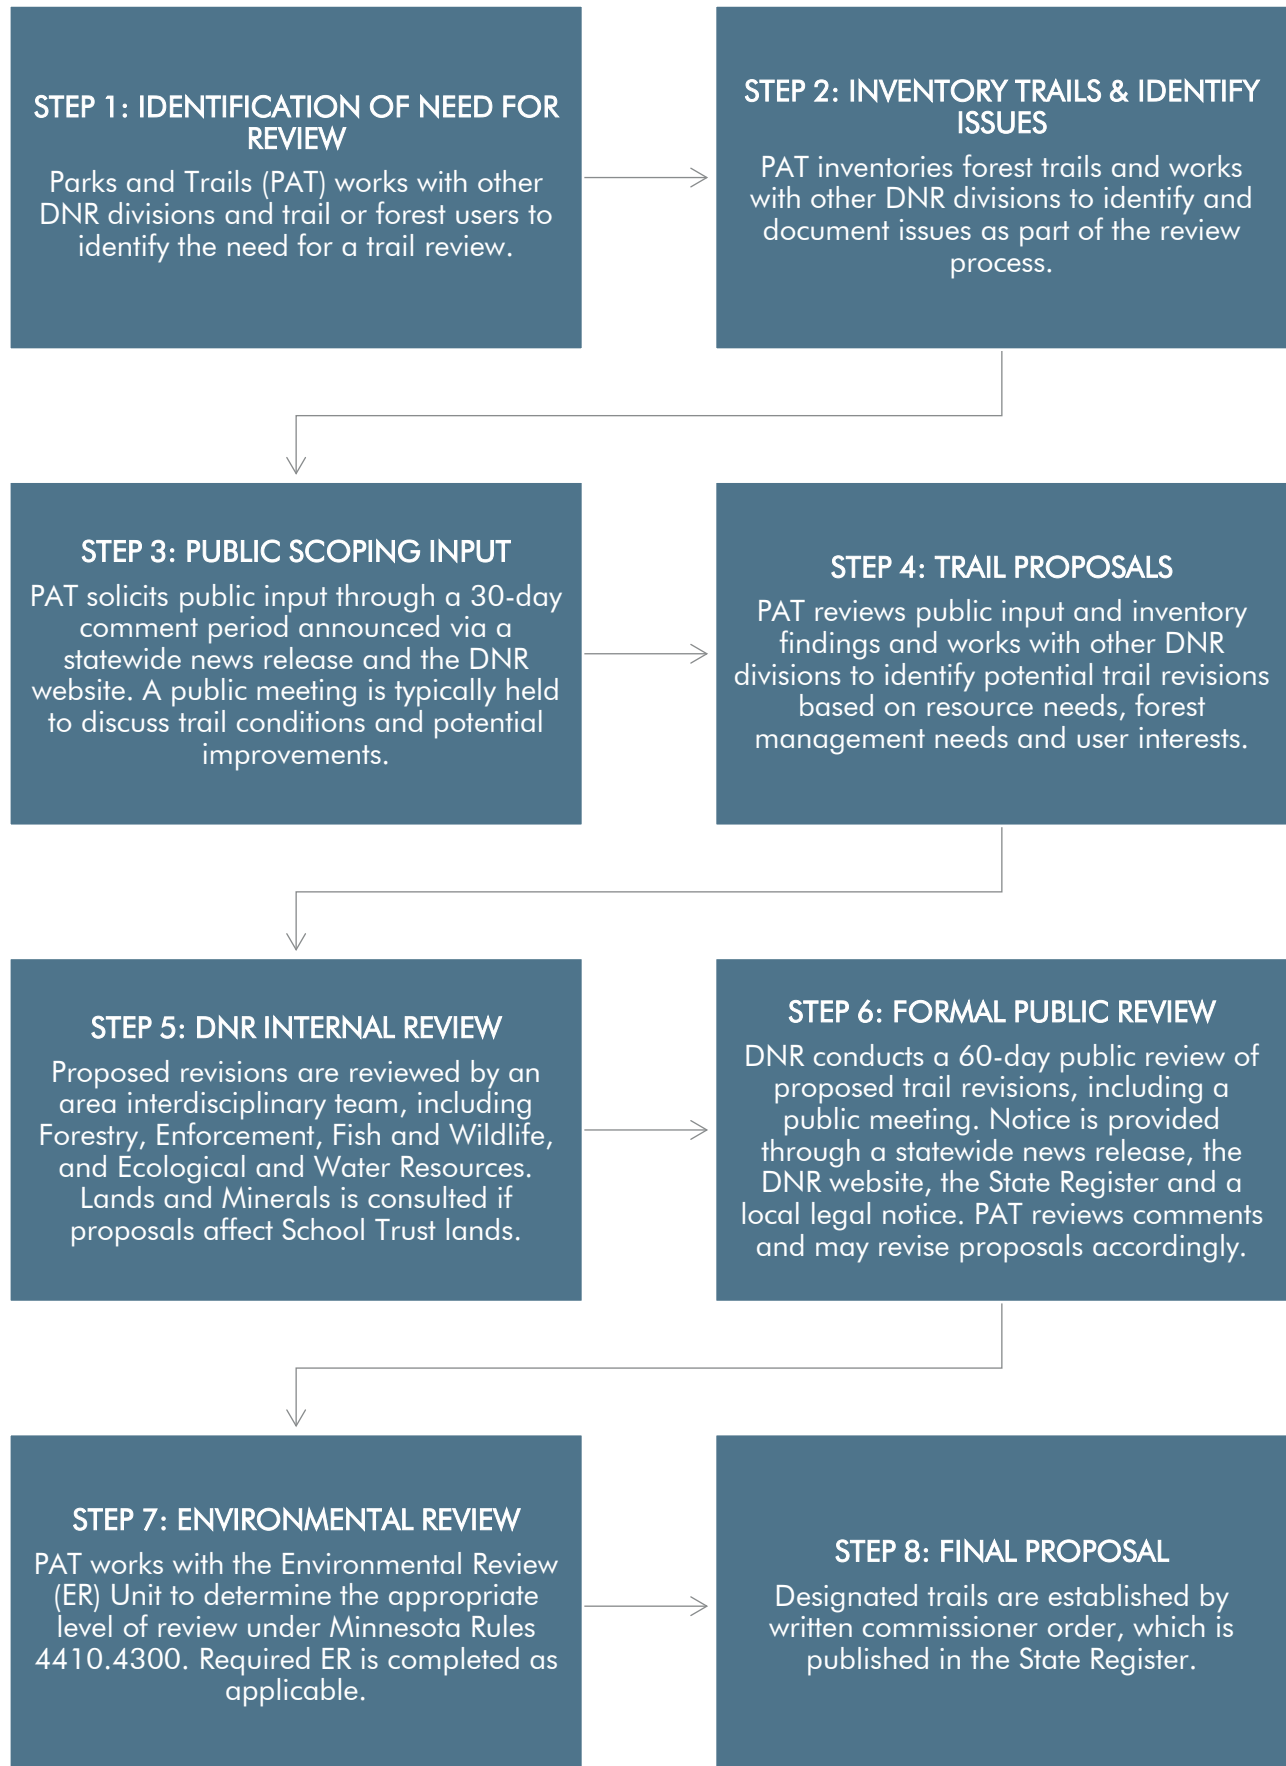 STEP 1: IDENTIFICATION OF NEED FOR
REVIEW
Parks and Trails (PAT) works with other
DNR divisions and trail or forest users to
identify the need for a trail review.
STEP 2: INVENTORY TRAILS & IDENTIFY
ISSUES
PAT inventories forest trails and works
with other DNR divisions to identify and
document issues as part of the review
process.
STEP 3: PUBLIC SCOPING INPUT
PAT solicits public input through a 30-day
comment period announced via a
statewide news release and the DNR
website. A public meeting is typically held
to discuss trail conditions and potential
improvements.
STEP 4: TRAIL PROPOSALS
PAT reviews public input and inventory
findings and works with other DNR
divisions to identify potential trail revisions
based on resource needs, forest
management needs and user interests.
STEP 5: DNR INTERNAL REVIEW
Proposed revisions are reviewed by an
area interdisciplinary team, including
Forestry, Enforcement, Fish and Wildlife,
and Ecological and Water Resources.
Lands and Minerals is consulted if
proposals affect School Trust lands.
STEP 6: FORMAL PUBLIC REVIEW
DNR conducts a 60-day public review of
proposed trail revisions, including a
public meeting. Notice is provided
through a statewide news release, the
DNR website, the State Register and a
local legal notice. PAT reviews comments
and may revise proposals accordingly.
STEP 7: ENVIRONMENTAL REVIEW
PAT works with the Environmental Review
(ER) Unit to determine the appropriate
level of review under Minnesota Rules
4410.4300. Required ER is completed as
applicable.
STEP 8: FINAL PROPOSAL
Designated trails are established by
written commissioner order, which is
published in the State Register.